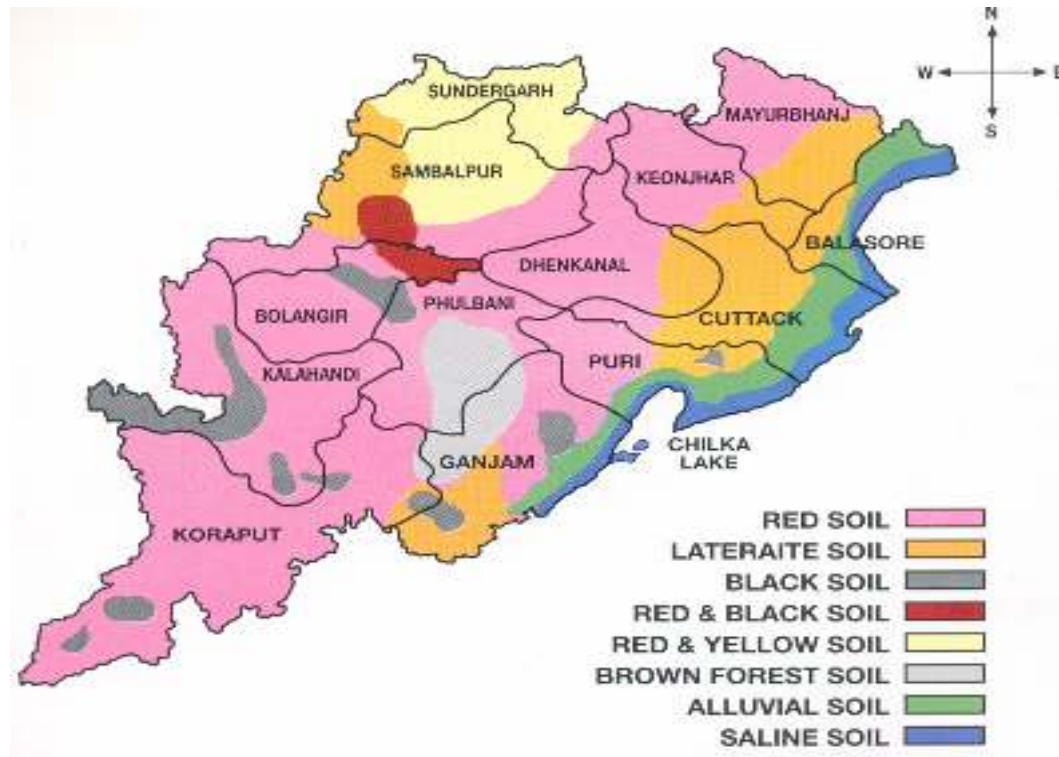 N
W
E
S
SUNDERGARH
MAYURBHANJ
SAMBALPUR
KEONJHAR
BALASORE
DHENKANAL
PHULBANI
BOLANGIR
CUTTACK
PURI
KALAHANDI
CHILKA
LAKE
GANJAM
KORAPUT
RED SOIL
LATERAITE SOIL
BLACK SOIL
RED & BLACK SOIL
RED & YELLOW SOIL
BROWN FOREST SOIL
ALLUVIAL SOIL
SALINE SOIL